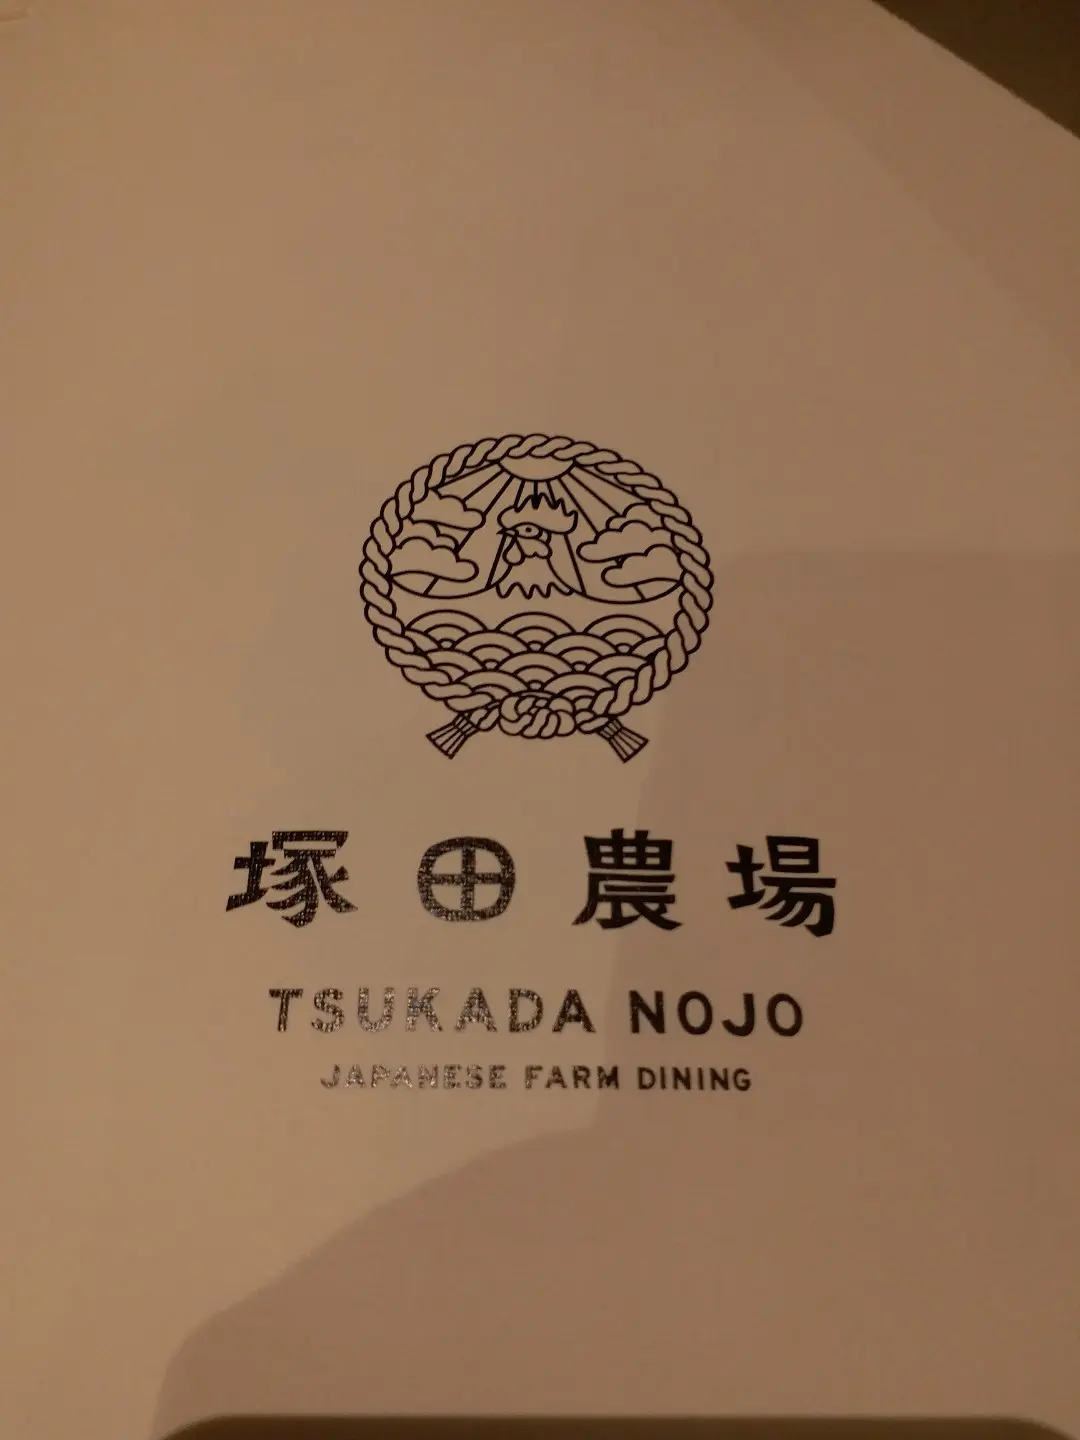 塚田農場
TSUKADA NOJO
JAPANESE FARM DINING